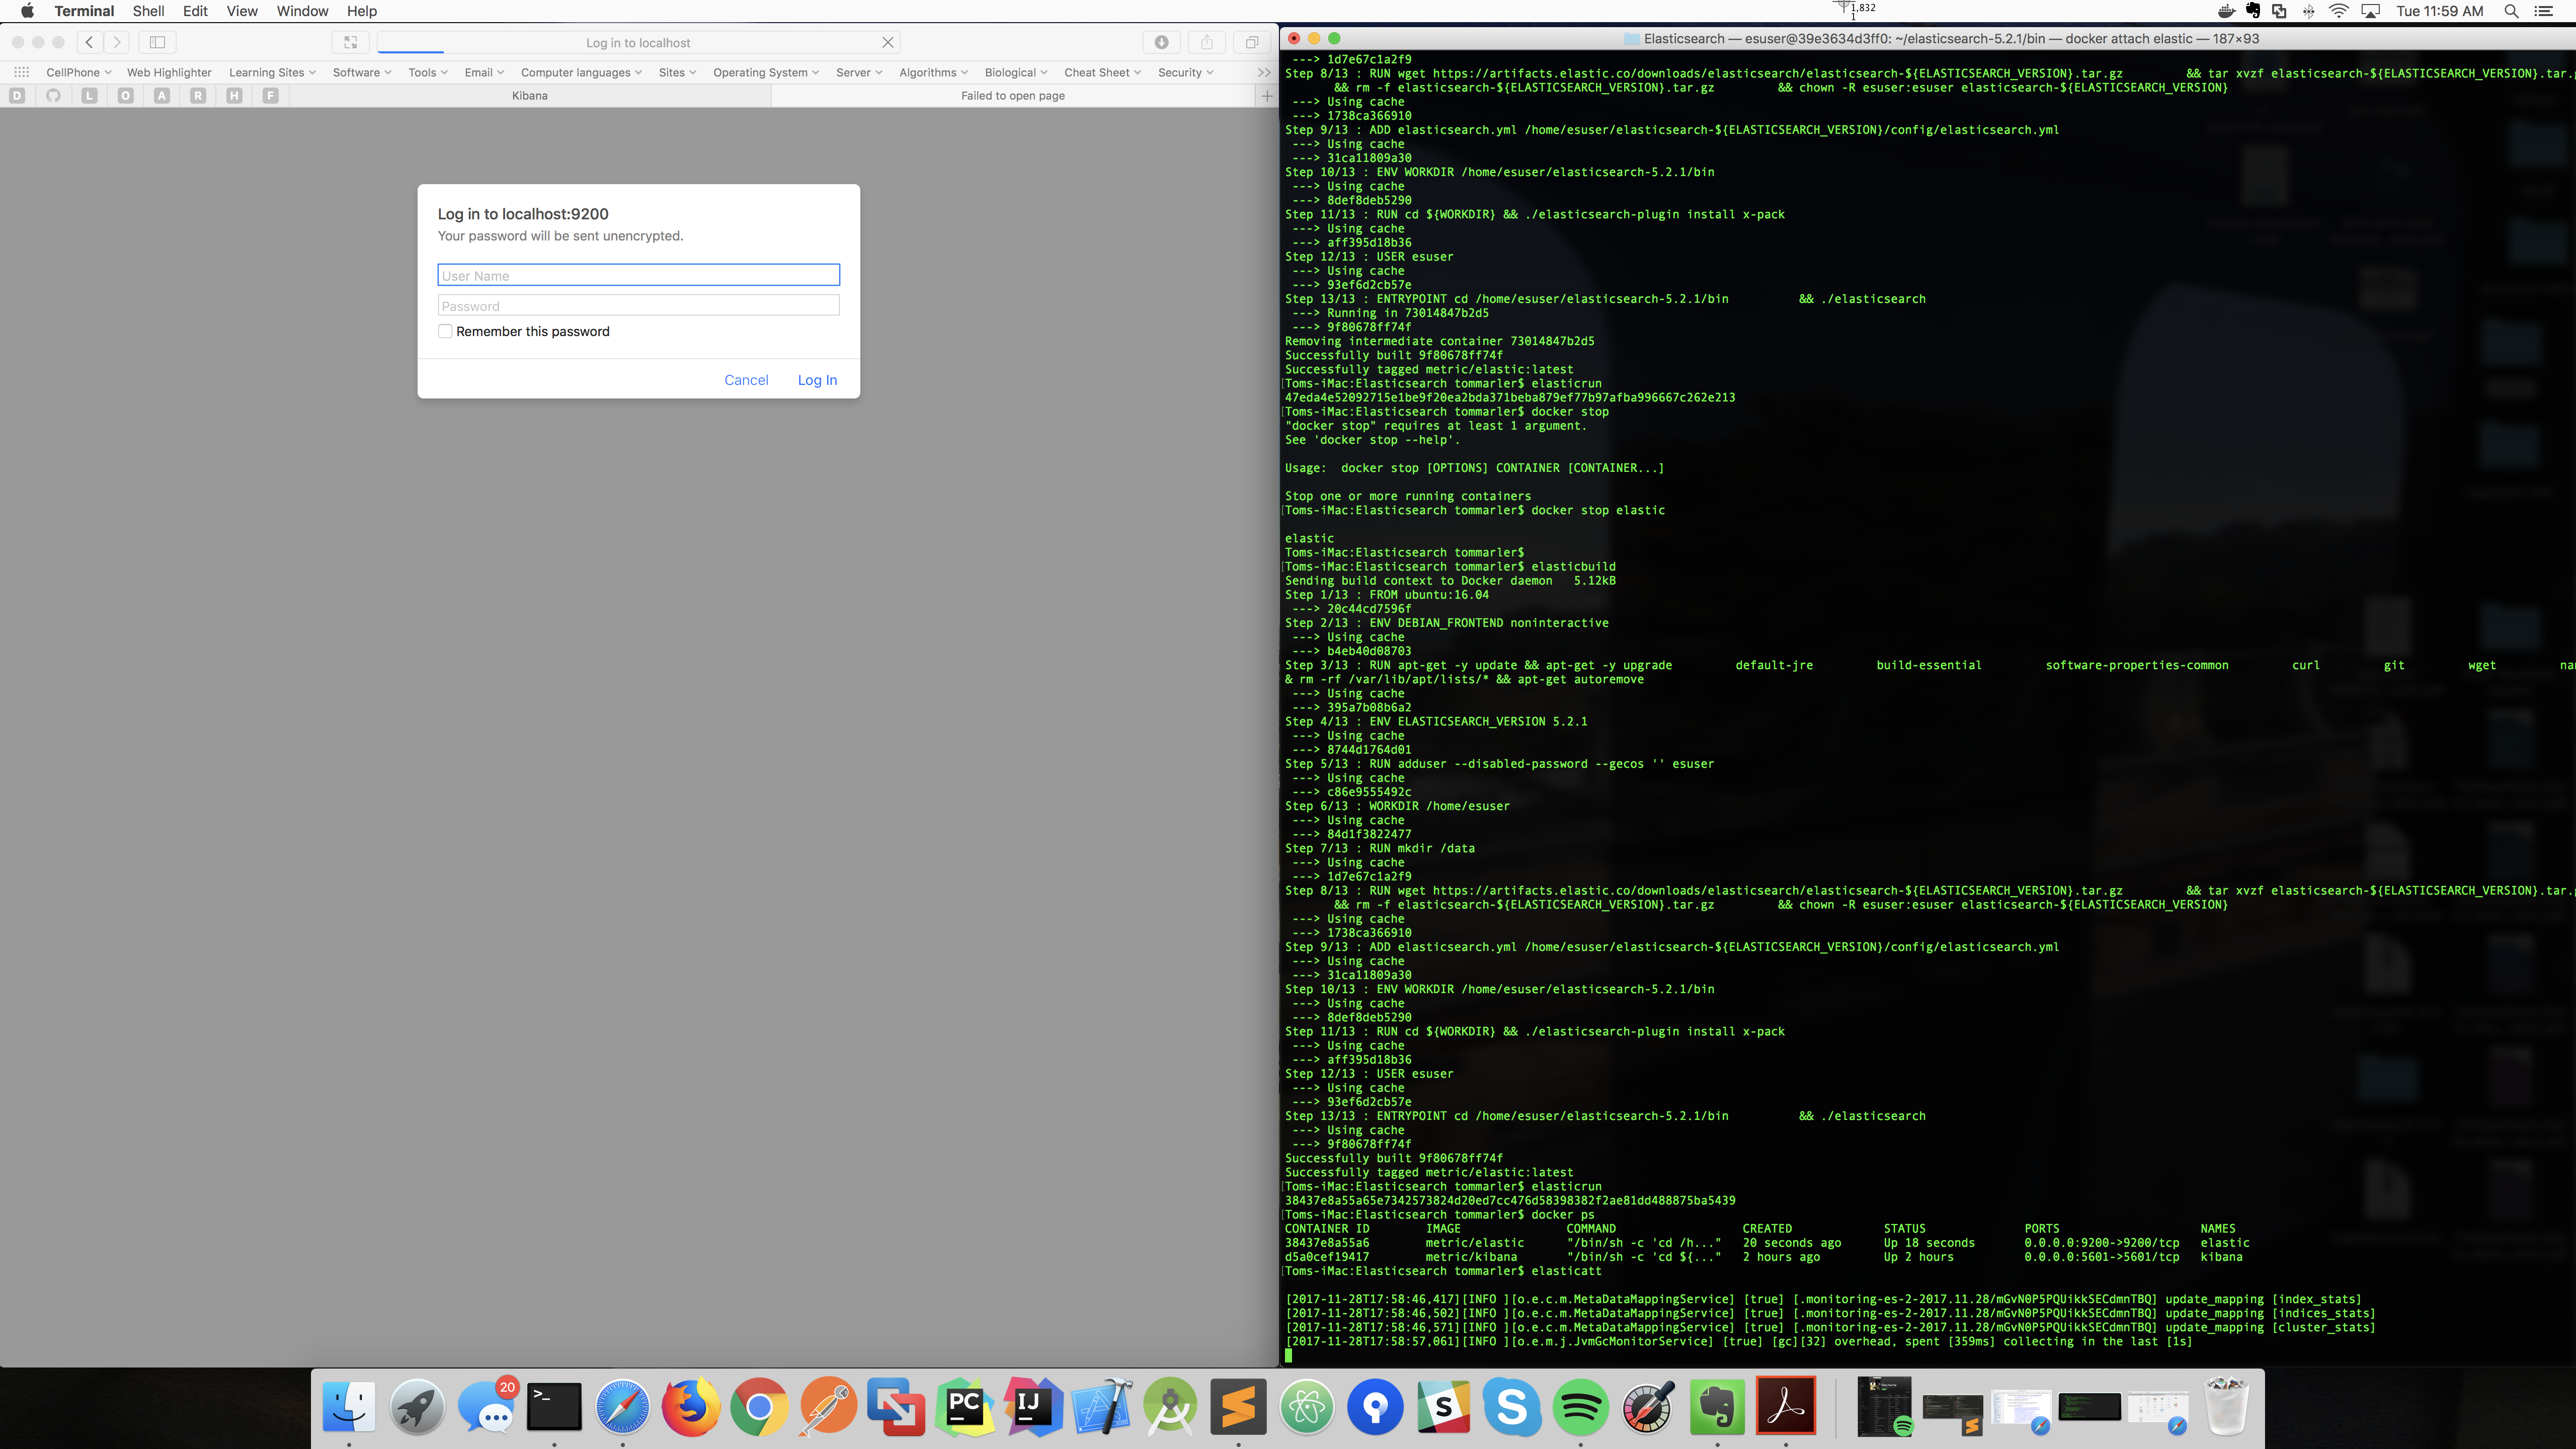 Terminal Shell Edit View Window Help
1,832
1
Tue 11:59 AM
Log in to localhost
CellPhone Web Highlighter Learning Sites Software Tools Email Computer languages Sites Operating System Server Algorithms Biological Cheat Sheet Security
D L O A R H F Kibana Failed to open page
Log in to localhost:9200
Your password will be sent unencrypted.
User Name
Password
Remember this password
Cancel Log In
Elasticsearch — esuser@39e3634d3ff0: ~/elasticsearch-5.2.1/bin — docker attach elastic — 187×93
---> 1d7e67c1a2f9
Step 8/13 : RUN wget https://artifacts.elastic.co/downloads/elasticsearch/elasticsearch-${ELASTICSEARCH_VERSION}.tar.gz && tar xvzf elasticsearch-${ELASTICSEARCH_VERSION}.tar.
&& rm -f elasticsearch-${ELASTICSEARCH_VERSION}.tar.gz && chown -R esuser:esuser elasticsearch-${ELASTICSEARCH_VERSION}
---> Using cache
---> 1738ca366910
Step 9/13 : ADD elasticsearch.yml /home/esuser/elasticsearch-${ELASTICSEARCH_VERSION}/config/elasticsearch.yml
---> Using cache
---> 31ca11809a30
Step 10/13 : ENV WORKDIR /home/esuser/elasticsearch-5.2.1/bin
---> Using cache
---> 8def8deb5290
Step 11/13 : RUN cd ${WORKDIR} && ./elasticsearch-plugin install x-pack
---> Using cache
---> aff395d18b36
Step 12/13 : USER esuser
---> Using cache
---> 93ef6d2cb57e
Step 13/13 : ENTRYPOINT cd /home/esuser/elasticsearch-5.2.1/bin && ./elasticsearch
---> Running in 73014847b2d5
---> 9f80678ff74f
Removing intermediate container 73014847b2d5
Successfully built 9f80678ff74f
Successfully tagged metric/elastic:latest
[Toms-iMac:Elasticsearch tommarler$ elasticrun
47eda4e52092715e1be9f20ea2bda371beba879ef77b97afba996667c262e213
[Toms-iMac:Elasticsearch tommarler$ docker stop
"docker stop" requires at least 1 argument.
See 'docker stop --help'.
Usage: docker stop [OPTIONS] CONTAINER [CONTAINER...]
Stop one or more running containers
[Toms-iMac:Elasticsearch tommarler$ docker stop elastic
elastic
Toms-iMac:Elasticsearch tommarler$
[Toms-iMac:Elasticsearch tommarler$ elasticbuild
Sending build context to Docker daemon 5.12kB
Step 1/13 : FROM ubuntu:16.04
---> 20c44cd7596f
Step 2/13 : ENV DEBIAN_FRONTEND noninteractive
---> Using cache
---> b4eb40d08703
Step 3/13 : RUN apt-get -y update && apt-get -y upgrade default-jre build-essential software-properties-common curl git wget na
& rm -rf /var/lib/apt/lists/* && apt-get autoremove
---> Using cache
---> 395a7b08b6a2
Step 4/13 : ENV ELASTICSEARCH_VERSION 5.2.1
---> Using cache
---> 8744d1764d01
Step 5/13 : RUN adduser --disabled-password --gecos '' esuser
---> Using cache
---> c86e9555492c
Step 6/13 : WORKDIR /home/esuser
---> Using cache
---> 84d1f3822477
Step 7/13 : RUN mkdir /data
---> Using cache
---> 1d7e67c1a2f9
Step 8/13 : RUN wget https://artifacts.elastic.co/downloads/elasticsearch/elasticsearch-${ELASTICSEARCH_VERSION}.tar.gz && tar xvzf elasticsearch-${ELASTICSEARCH_VERSION}.tar.
&& rm -f elasticsearch-${ELASTICSEARCH_VERSION}.tar.gz && chown -R esuser:esuser elasticsearch-${ELASTICSEARCH_VERSION}
---> Using cache
---> 1738ca366910
Step 9/13 : ADD elasticsearch.yml /home/esuser/elasticsearch-${ELASTICSEARCH_VERSION}/config/elasticsearch.yml
---> Using cache
---> 31ca11809a30
Step 10/13 : ENV WORKDIR /home/esuser/elasticsearch-5.2.1/bin
---> Using cache
---> 8def8deb5290
Step 11/13 : RUN cd ${WORKDIR} && ./elasticsearch-plugin install x-pack
---> Using cache
---> aff395d18b36
Step 12/13 : USER esuser
---> Using cache
---> 93ef6d2cb57e
Step 13/13 : ENTRYPOINT cd /home/esuser/elasticsearch-5.2.1/bin && ./elasticsearch
---> Using cache
---> 9f80678ff74f
Successfully built 9f80678ff74f
Successfully tagged metric/elastic:latest
[Toms-iMac:Elasticsearch tommarler$ elasticrun
38437e8a55a65e7342573824d20ed7cc476d58398382f2ae81dd488875ba5439
[Toms-iMac:Elasticsearch tommarler$ docker ps
CONTAINER ID IMAGE COMMAND CREATED STATUS PORTS NAMES
38437e8a55a6 metric/elastic "/bin/sh -c 'cd /h..." 20 seconds ago Up 18 seconds 0.0.0.0:9200->9200/tcp elastic
d5a0cef19417 metric/kibana "/bin/sh -c 'cd ${..." 2 hours ago Up 2 hours 0.0.0.0:5601->5601/tcp kibana
[Toms-iMac:Elasticsearch tommarler$ elasticatt
[2017-11-28T17:58:46,417][INFO ][o.e.c.m.MetaDataMappingService] [true] [.monitoring-es-2-2017.11.28/mGvN0P5PQUikkSECdmnTBQ] update_mapping [index_stats]
[2017-11-28T17:58:46,502][INFO ][o.e.c.m.MetaDataMappingService] [true] [.monitoring-es-2-2017.11.28/mGvN0P5PQUikkSECdmnTBQ] update_mapping [indices_stats]
[2017-11-28T17:58:46,571][INFO ][o.e.c.m.MetaDataMappingService] [true] [.monitoring-es-2-2017.11.28/mGvN0P5PQUikkSECdmnTBQ] update_mapping [cluster_stats]
[2017-11-28T17:58:57,061][INFO ][o.e.m.j.JvmGcMonitorService] [true] [gc][32] overhead, spent [359ms] collecting in the last [1s]
20
>_ PC IJ S S